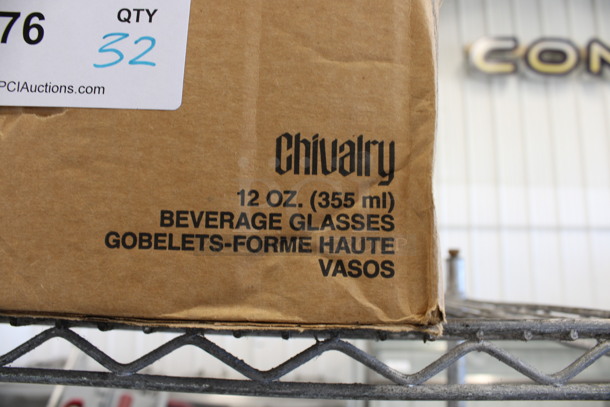 76
QTY
32
PCIAuctions.com
CON
Chivalry
12 OZ. (355 ml)
BEVERAGE GLASSES
GOBELETS-FORME HAUTE
VASOS